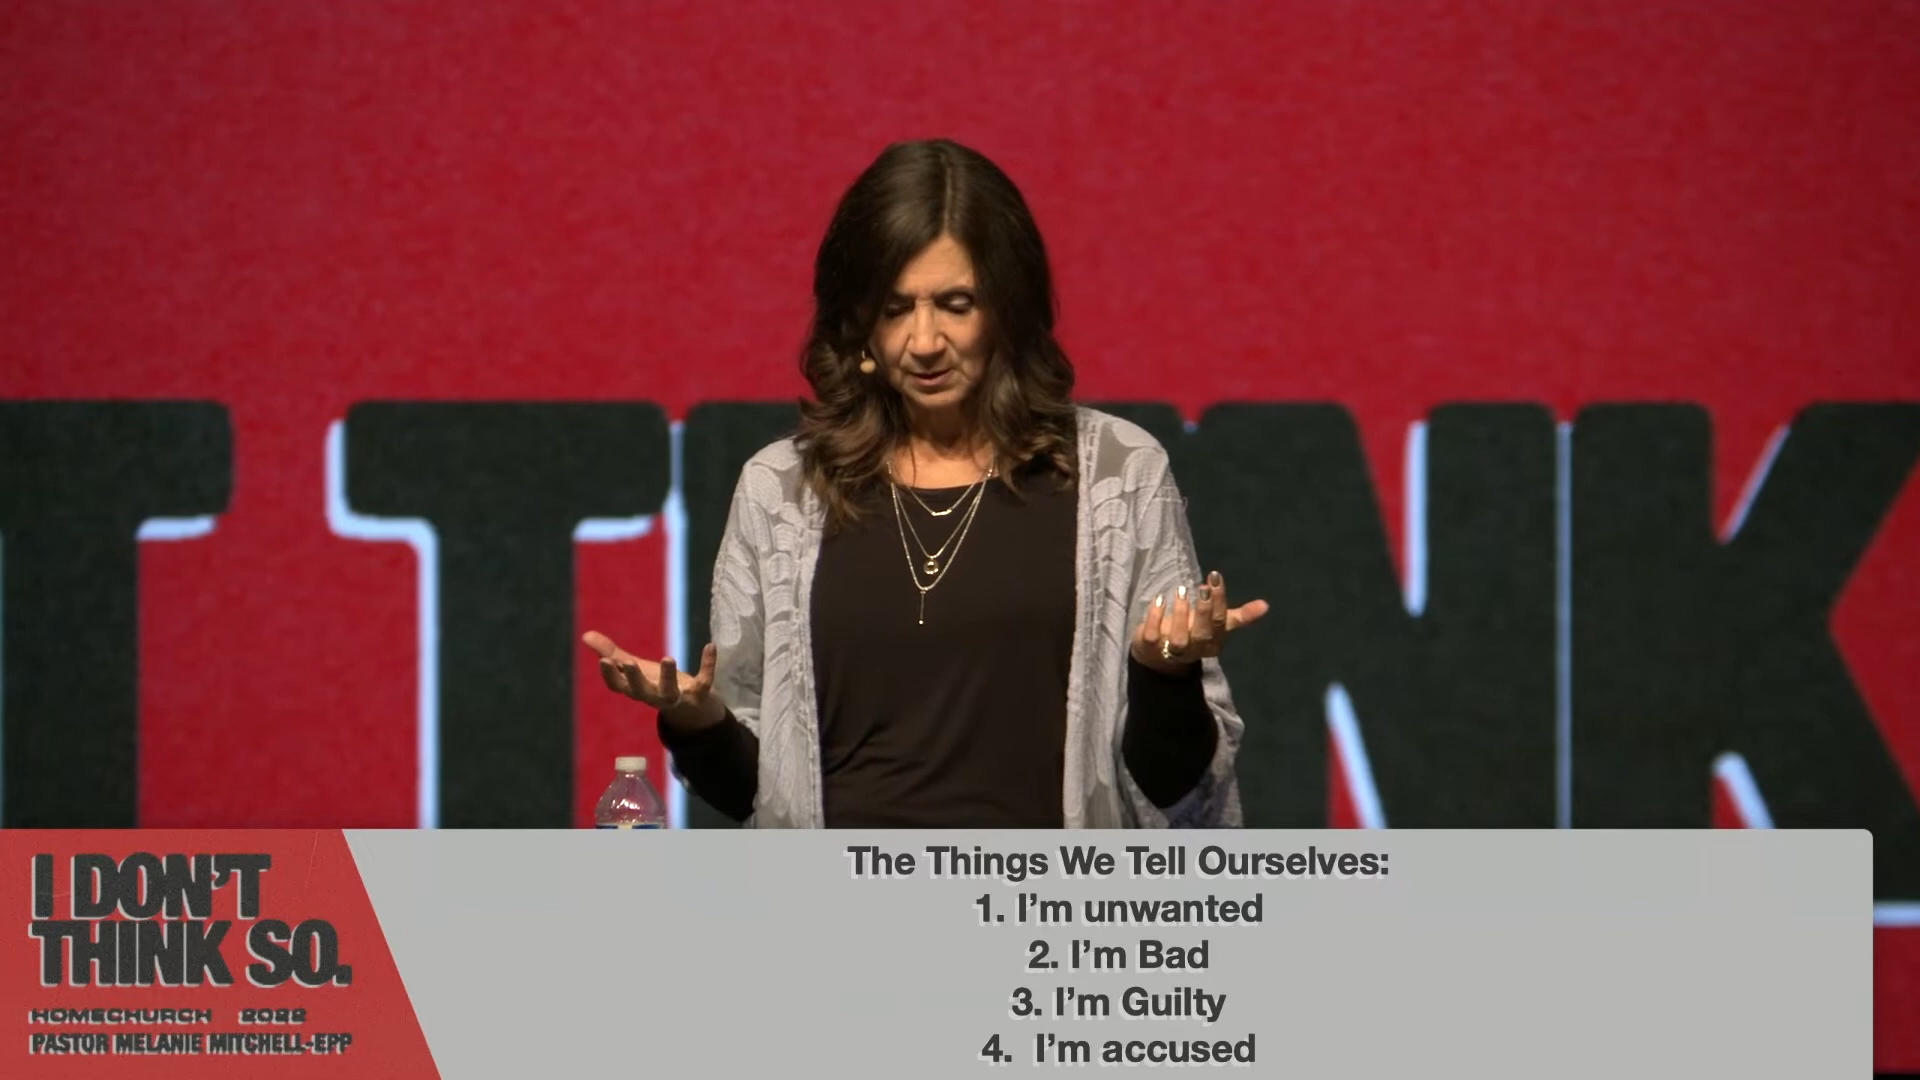 I THINK
I DON'T
THINK SO.
HOMECHURCH 2022
PASTOR MELANIE MITCHELL-EPP
The Things We Tell Ourselves:
1. I'm unwanted
2. I'm Bad
3. I'm Guilty
4. I'm accused